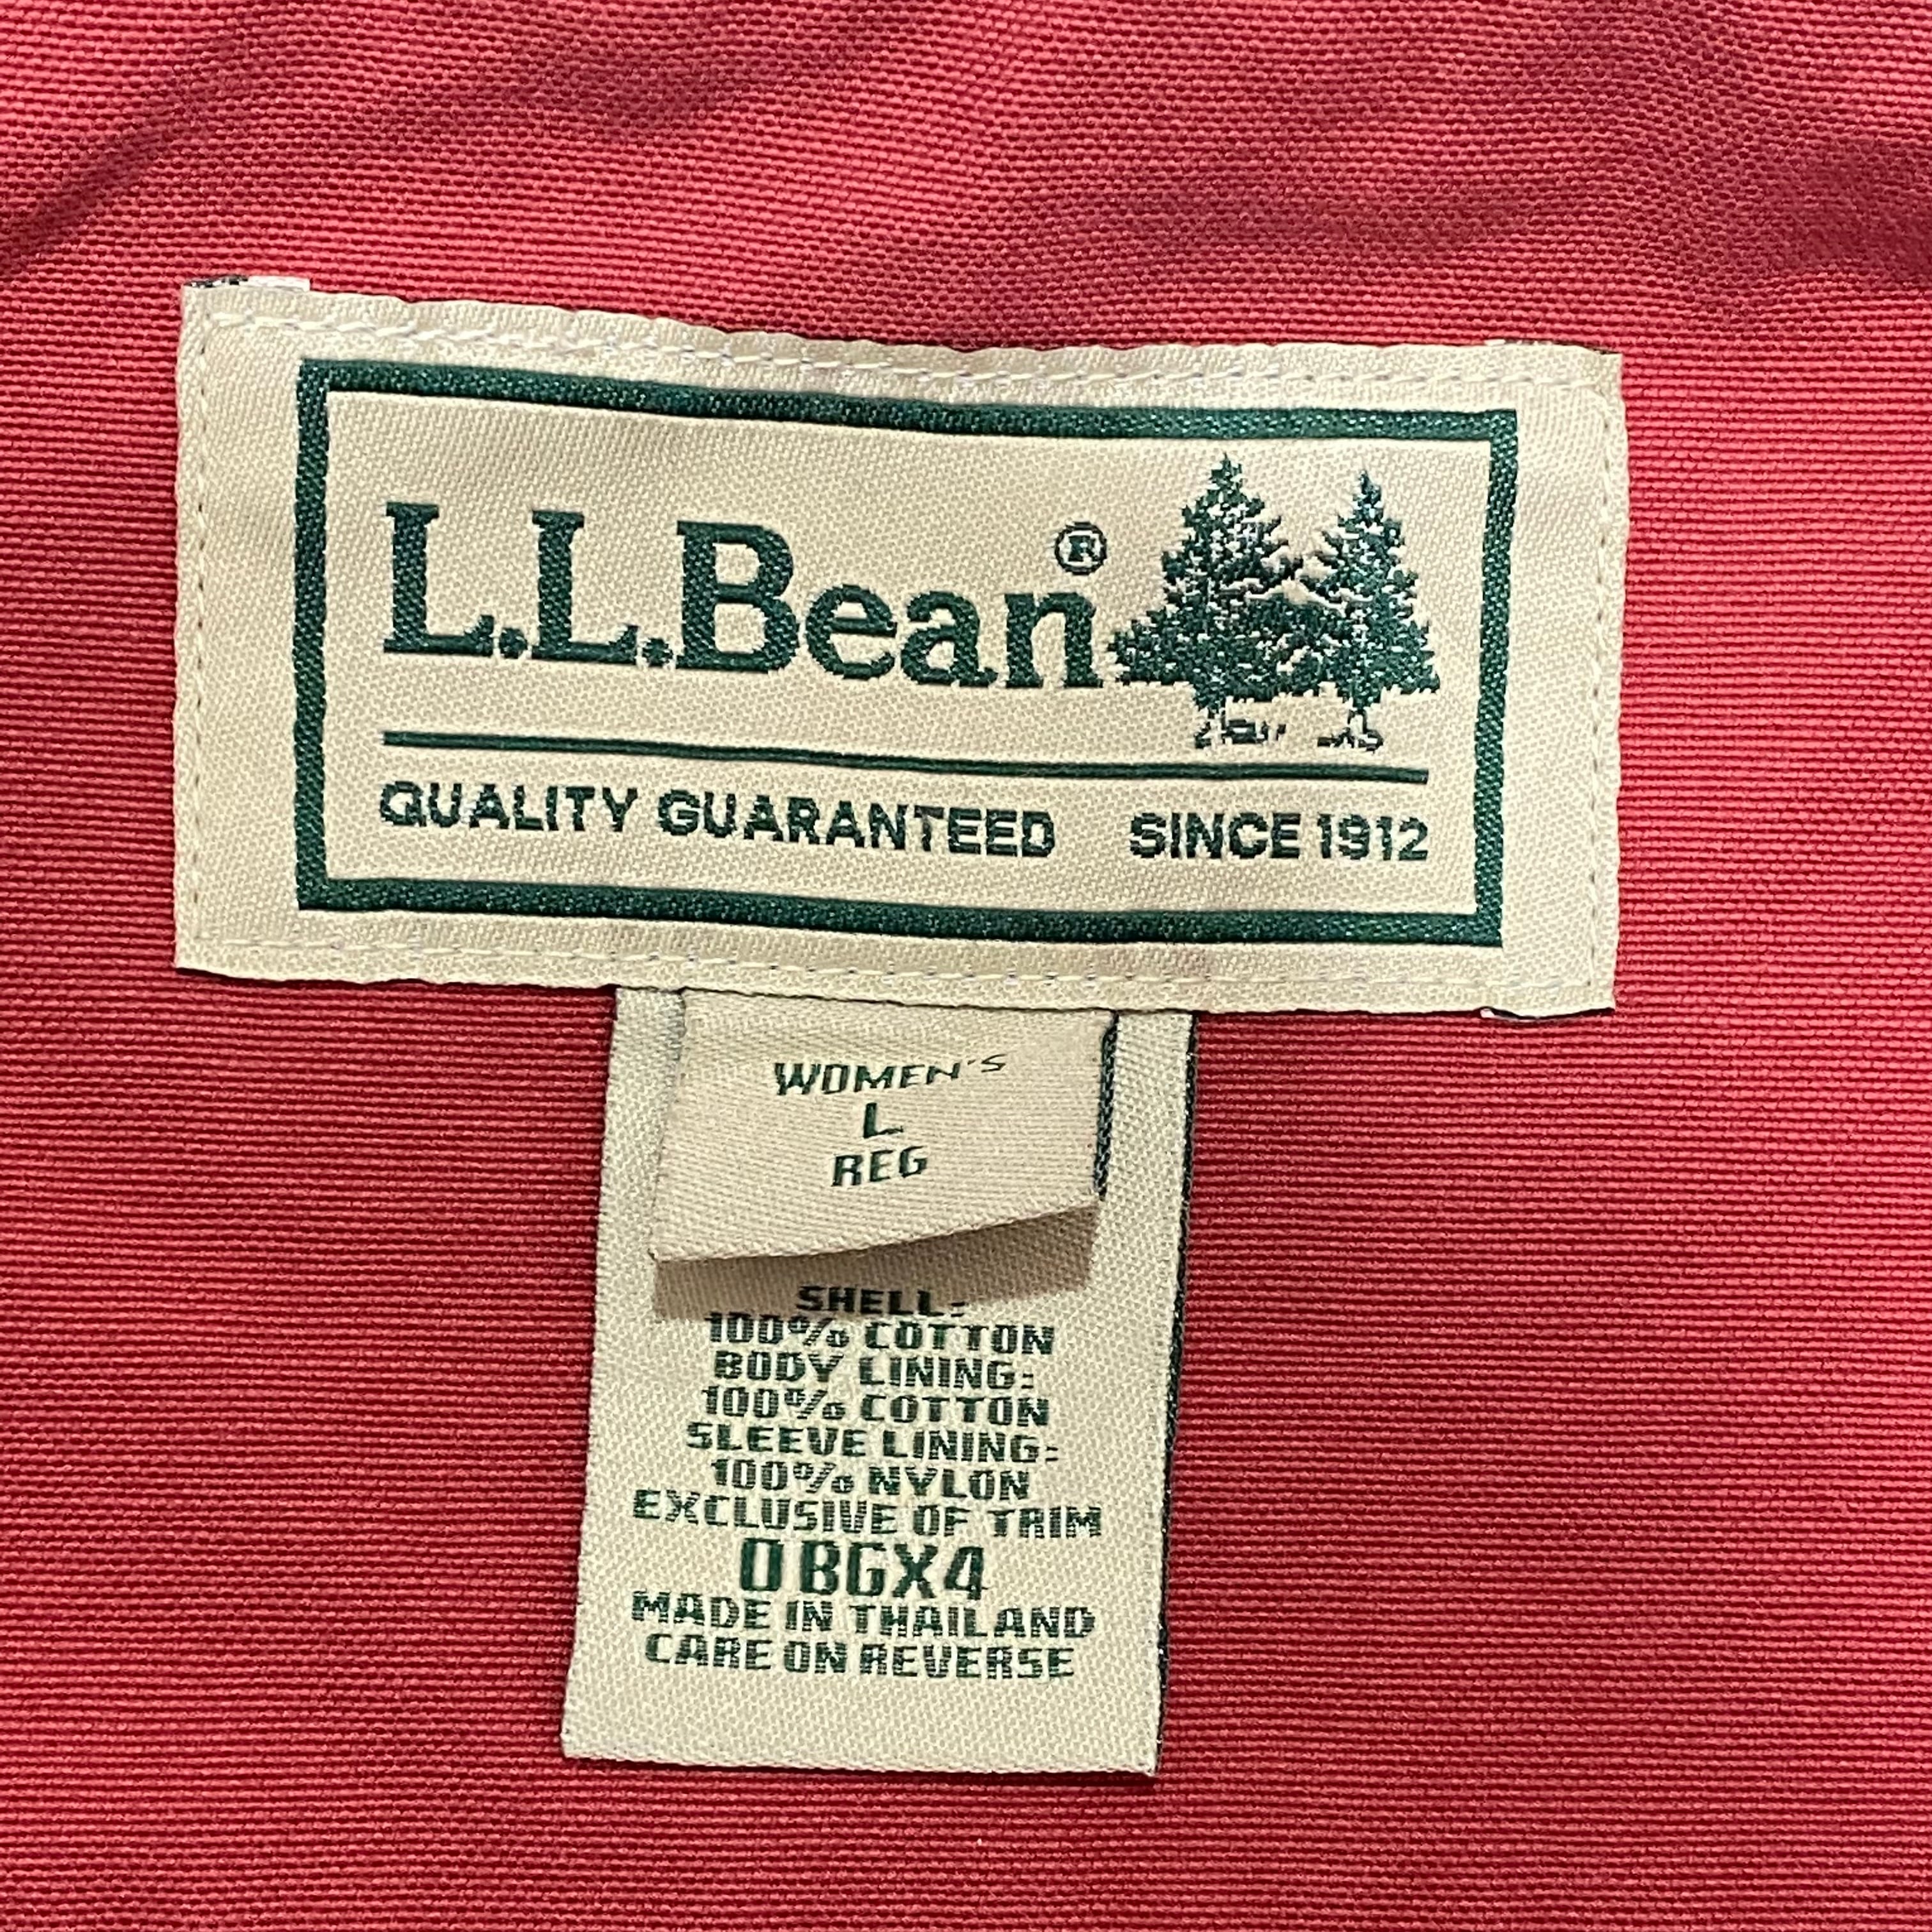 L.L.Bean®
QUALITY GUARANTEED SINCE 1912
WOMEN'S
L
REG
SHELL:
100% COTTON
BODY LINING:
100% COTTON
SLEEVE LINING:
100% NYLON
EXCLUSIVE OF TRIM
0BGX4
MADE IN THAILAND
CARE ON REVERSE